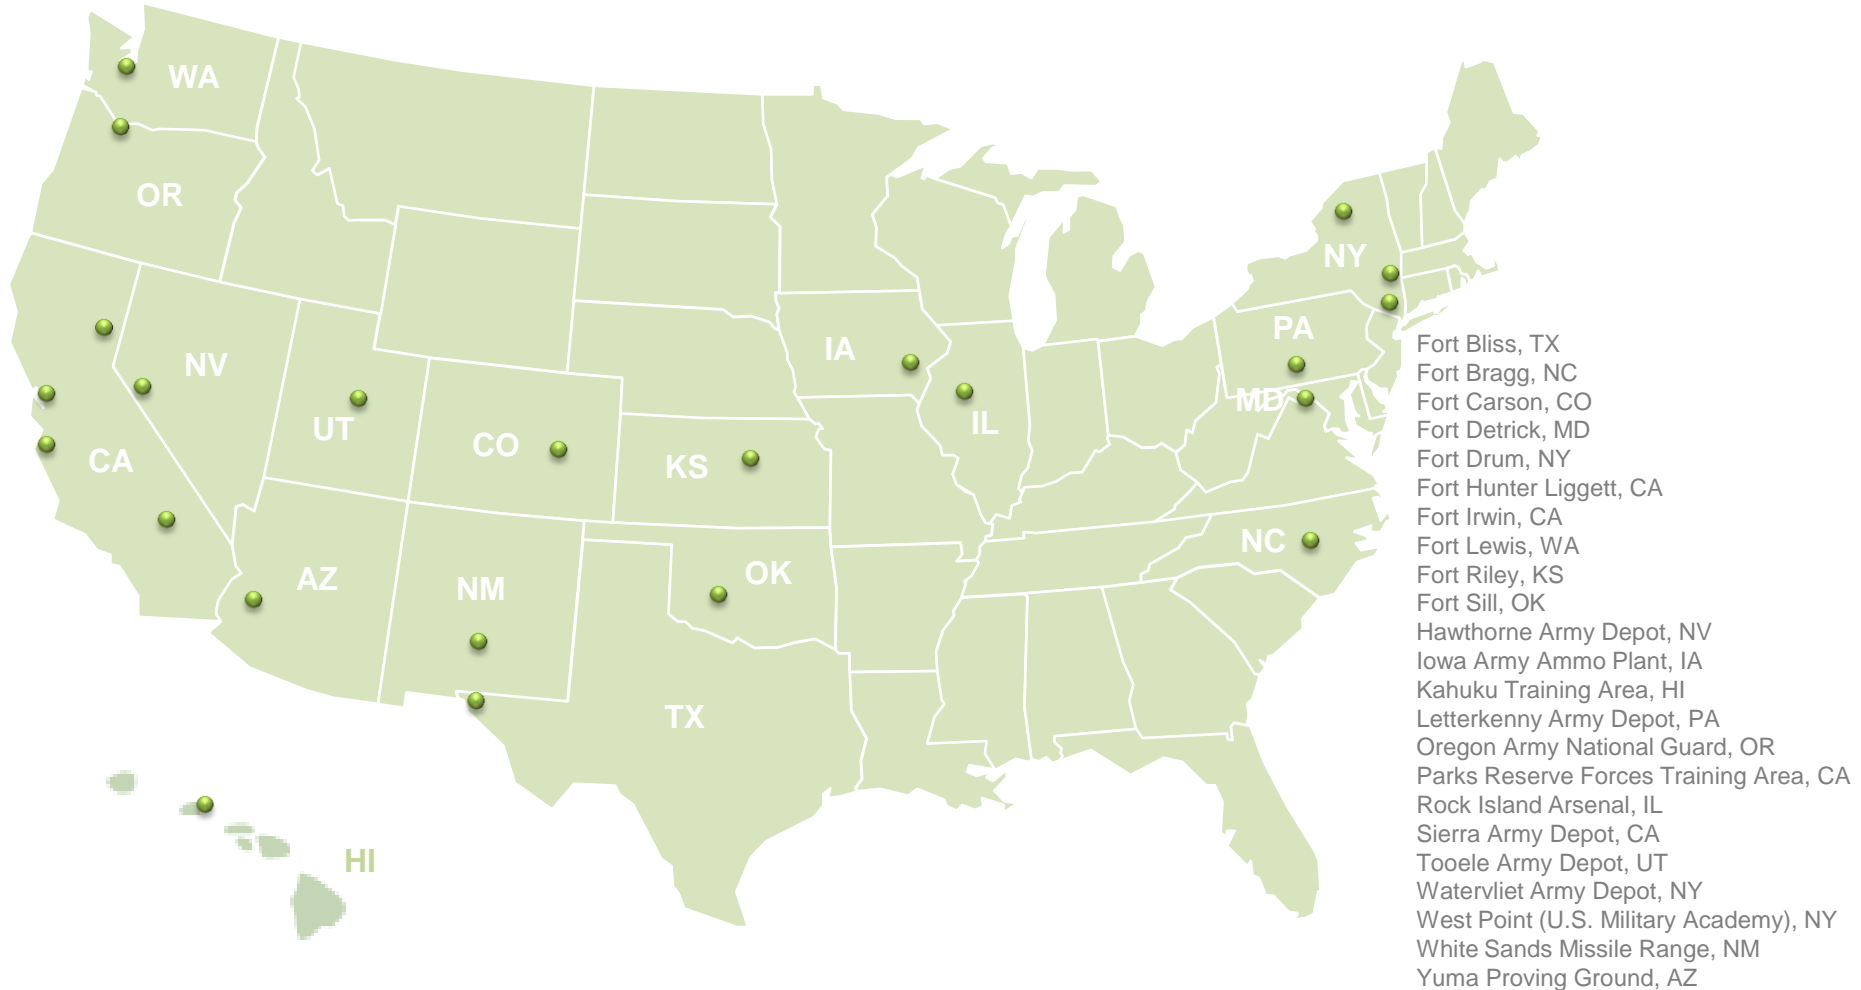 WA
OR
NY
PA
IA
NV
MD
IL
UT
CO
KS
CA
NC
OK
AZ
NM
TX
HI
Fort Bliss, TX
Fort Bragg, NC
Fort Carson, CO
Fort Detrick, MD
Fort Drum, NY
Fort Hunter Liggett, CA
Fort Irwin, CA
Fort Lewis, WA
Fort Riley, KS
Fort Sill, OK
Hawthorne Army Depot, NV
Iowa Army Ammo Plant, IA
Kahuku Training Area, HI
Letterkenny Army Depot, PA
Oregon Army National Guard, OR
Parks Reserve Forces Training Area, CA
Rock Island Arsenal, IL
Sierra Army Depot, CA
Tooele Army Depot, UT
Watervliet Army Depot, NY
West Point (U.S. Military Academy), NY
White Sands Missile Range, NM
Yuma Proving Ground, AZ